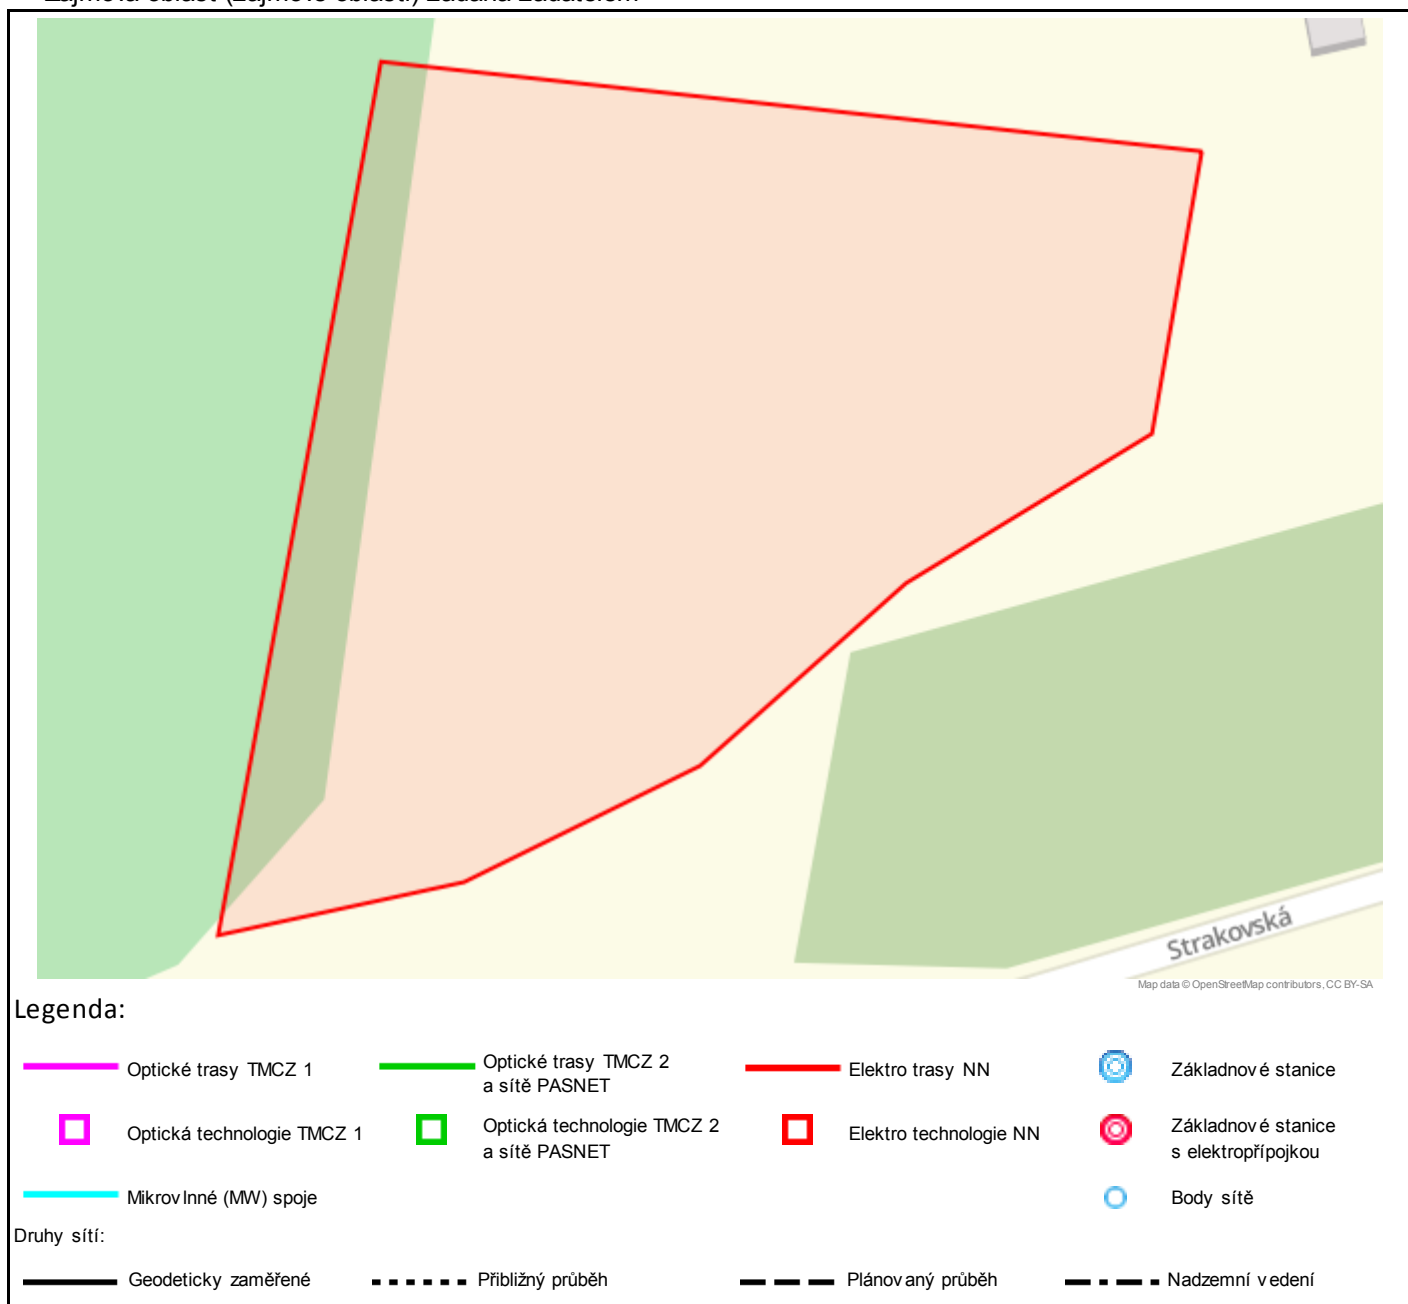 Strakovská
Map data © OpenStreetMap contributors, CC BY-SA
Legenda:
Optické trasy TMCZ 1
Optické trasy TMCZ 2
a sítě PASNET
Elektro trasy NN
Základnové stanice
Optická technologie TMCZ 1
Optická technologie TMCZ 2
a sítě PASNET
Elektro technologie NN
Základnové stanice
s elektropřípojkou
Mikrovlnné (MW) spoje
Body sítě
Druhy sítí:
Geodeticky zaměřené
Přibližný průběh
Plánovaný průběh
Nadzemní vedení